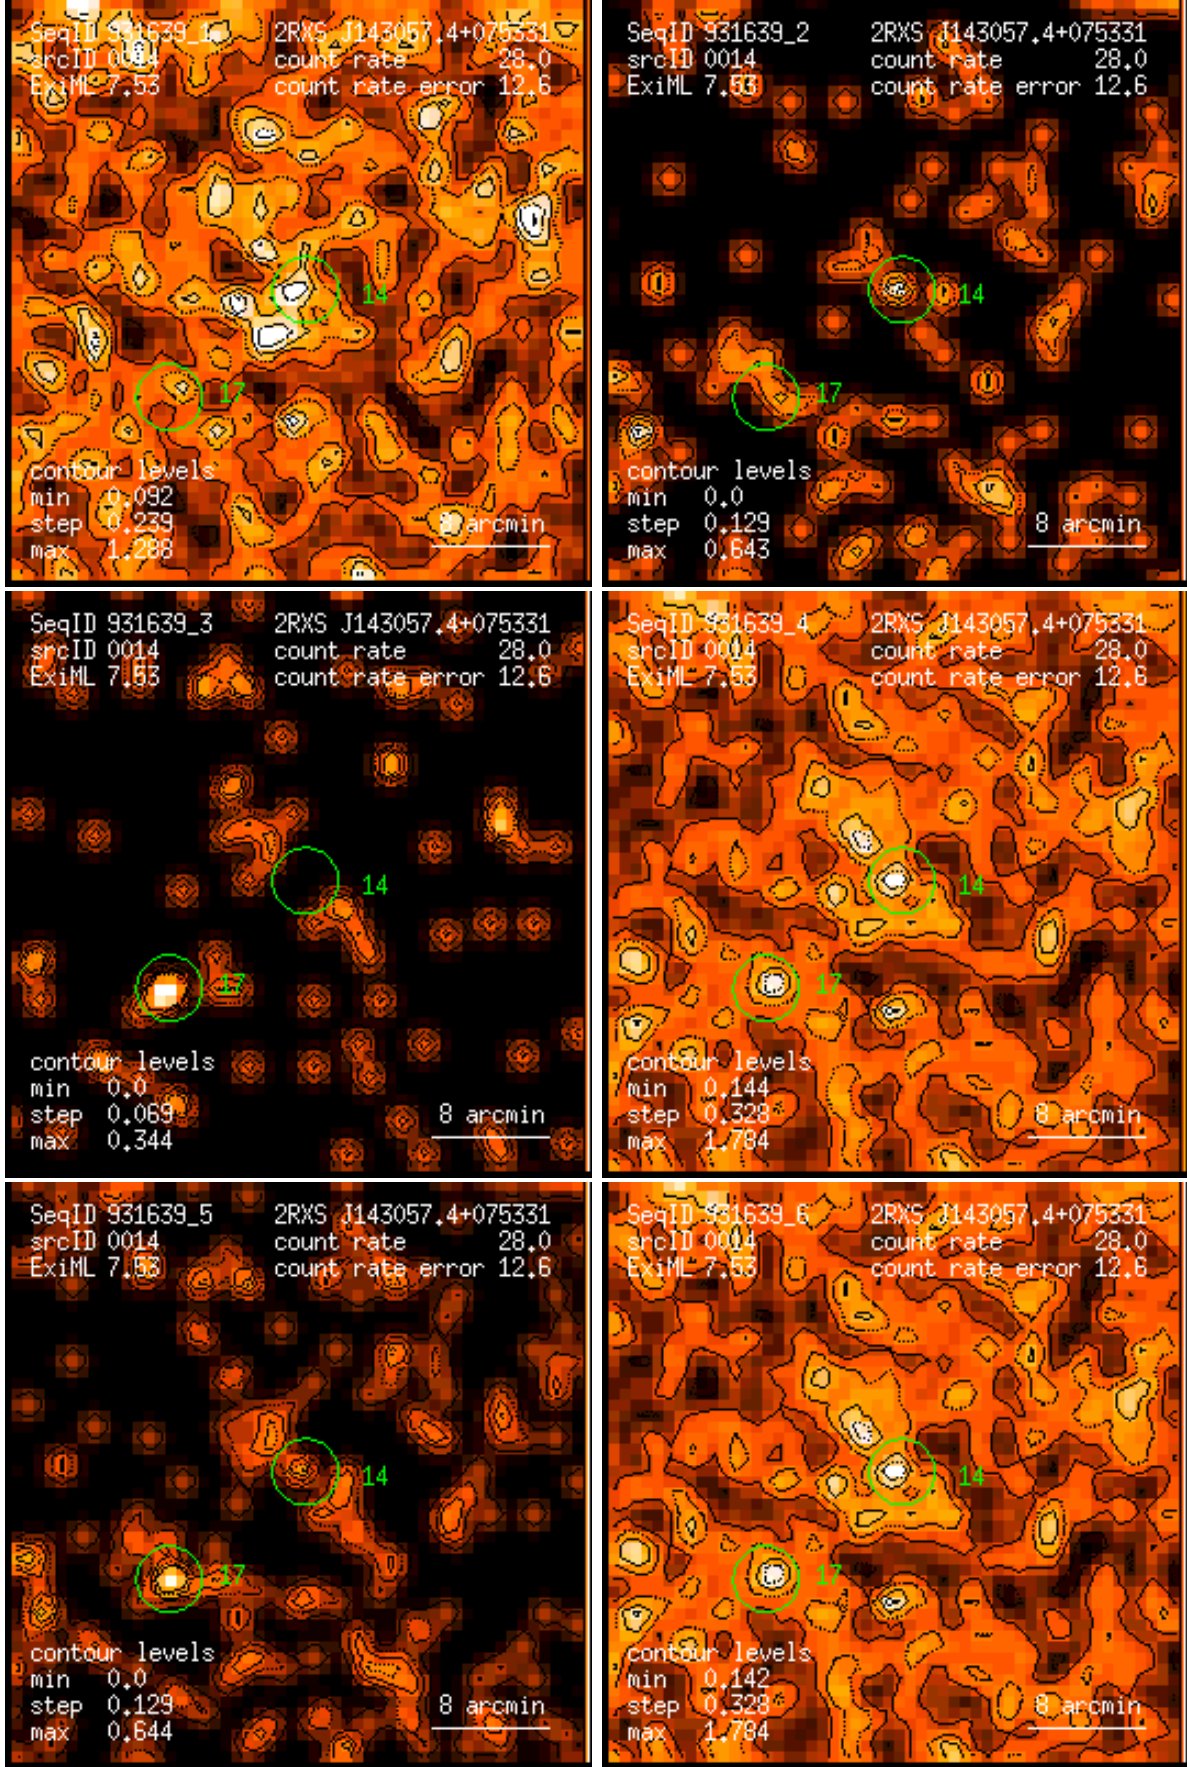 SeqID 931639_1 2RXS J143057.4+075331
srcID 0014 count rate 28.0
ExiML 7.53 count rate error 12.6
14
17
contour levels
min 0.092
step 0.239 8 arcmin
max 1.288
SeqID 931639_2 2RXS J143057.4+075331
srcID 0014 count rate 28.0
ExiML 7.53 count rate error 12.6
14
17
contour levels
min 0.0
step 0.129 8 arcmin
max 0.643
SeqID 931639_3 2RXS J143057.4+075331
srcID 0014 count rate 28.0
ExiML 7.53 count rate error 12.6
14
17
contour levels
min 0.0
step 0.069 8 arcmin
max 0.344
SeqID 931639_4 2RXS J143057.4+075331
srcID 0014 count rate 28.0
ExiML 7.53 count rate error 12.6
14
17
contour levels
min 0.144
step 0.328 8 arcmin
max 1.784
SeqID 931639_5 2RXS J143057.4+075331
srcID 0014 count rate 28.0
ExiML 7.53 count rate error 12.6
14
17
contour levels
min 0.0
step 0.129 8 arcmin
max 0.644
SeqID 931639_6 2RXS J143057.4+075331
srcID 0014 count rate 28.0
ExiML 7.53 count rate error 12.6
14
17
contour levels
min 0.142
step 0.328 8 arcmin
max 1.784